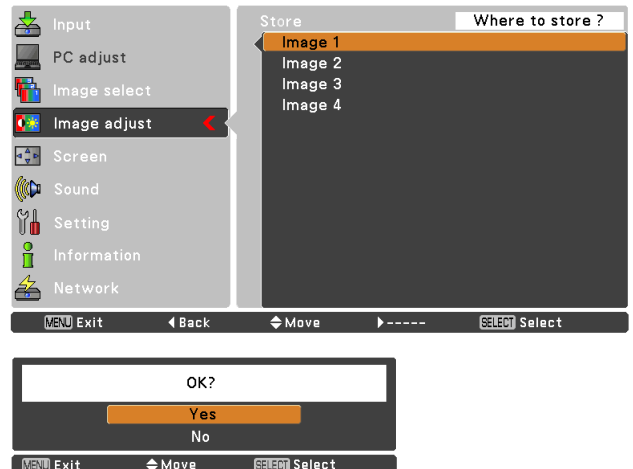 Input
PC adjust
Image select
Image adjust
Screen
Sound
Setting
Information
Network
Store
Where to store ?
Image 1
Image 2
Image 3
Image 4
MENU Exit Back Move ----- SELECT Select
OK?
Yes
No
MENU Exit Move SELECT Select